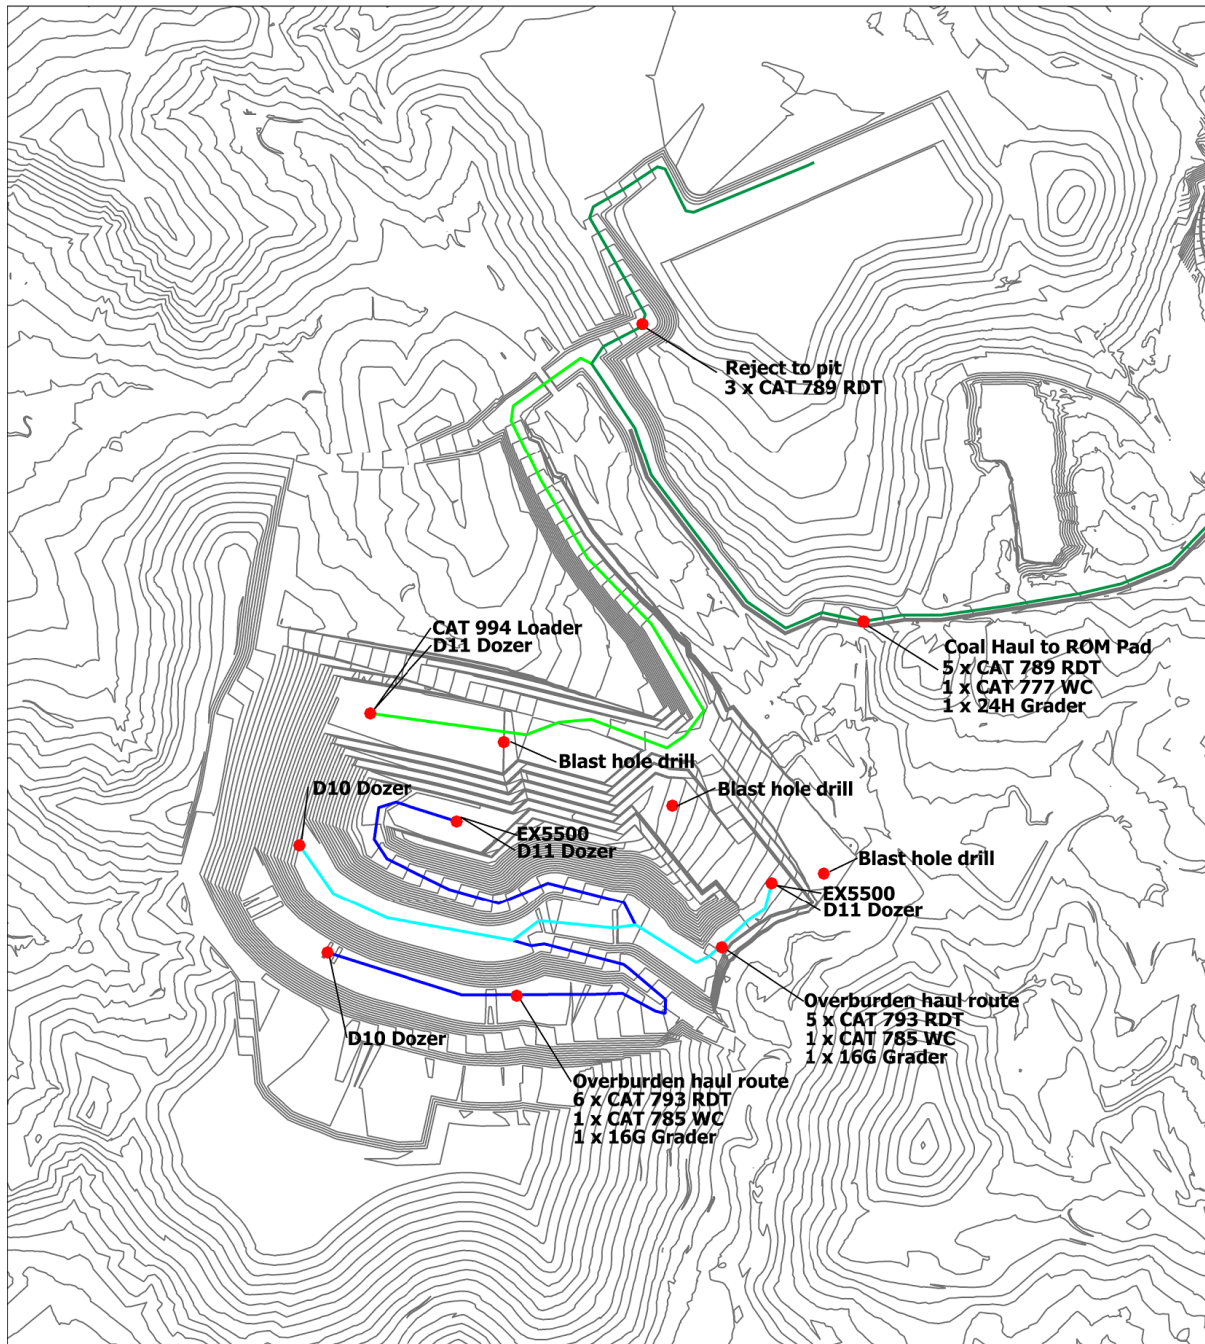 Reject to pit
3 x CAT 789 RDT
CAT 994 Loader
D11 Dozer
Coal Haul to ROM Pad
5 x CAT 789 RDT
1 x CAT 777 WC
1 x 24H Grader
Blast hole drill
D10 Dozer
Blast hole drill
EX5500
D11 Dozer
Blast hole drill
EX5500
D11 Dozer
Overburden haul route
5 x CAT 793 RDT
1 x CAT 785 WC
1 x 16G Grader
D10 Dozer
Overburden haul route
6 x CAT 793 RDT
1 x CAT 785 WC
1 x 16G Grader